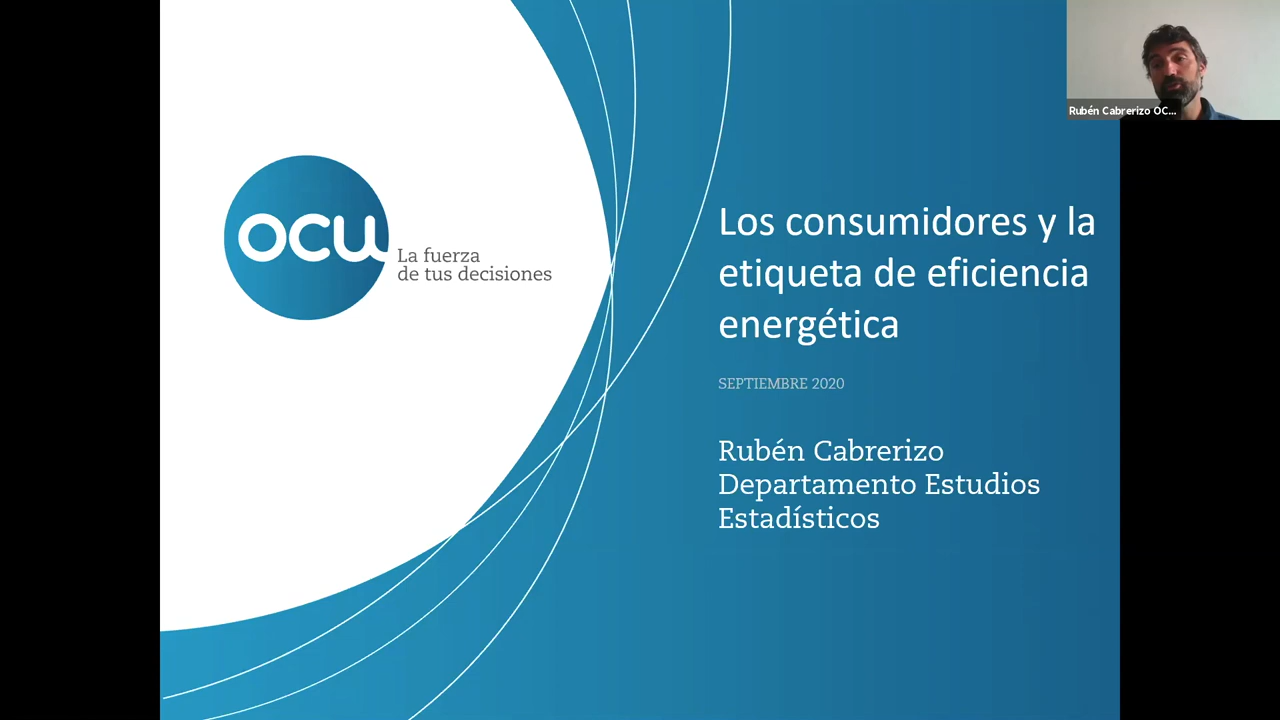 Rubén Cabrerizo OC...
ocu
La fuerza
de tus decisiones
Los consumidores y la
etiqueta de eficiencia
energética
SEPTIEMBRE 2020
Rubén Cabrerizo
Departamento Estudios
Estadísticos